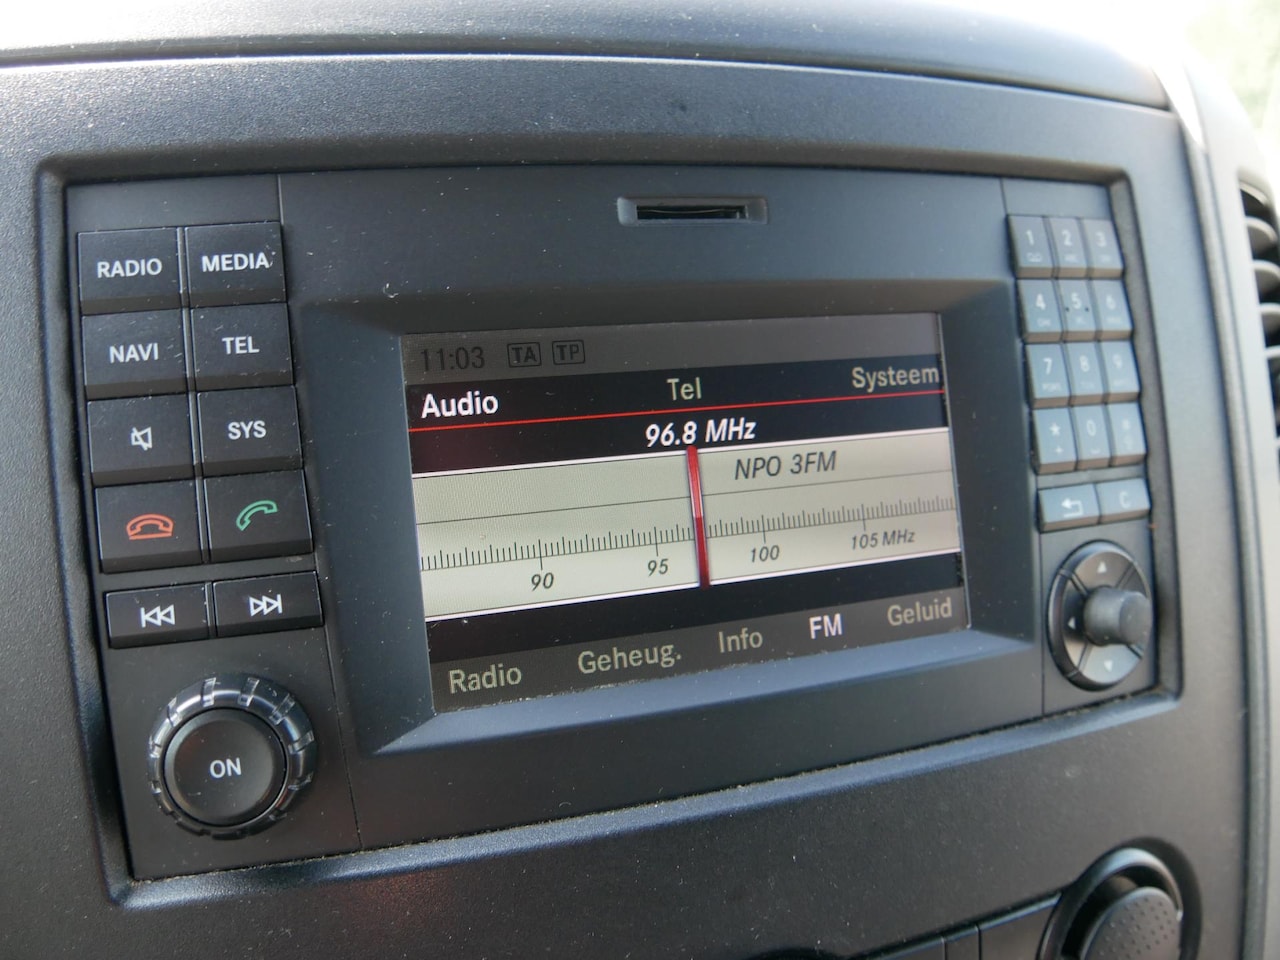 RADIO MEDIA
NAVI TEL
SYS
ON
11:03 TA TP
Audio Tel Systeem
96.8 MHz
NPO 3FM
90 95 100 105 MHz
Radio Geheug. Info FM Geluid
1 2 3
4 5 6
7 8 9
* 0 #
+
C